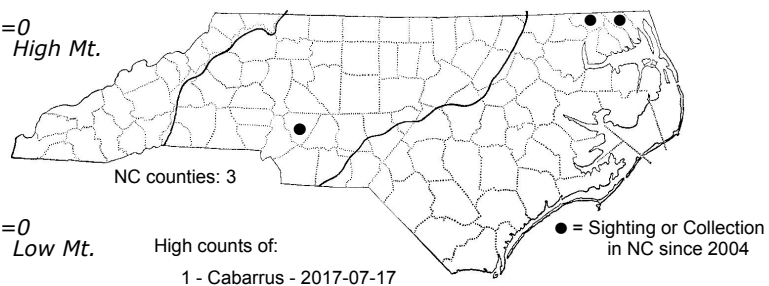 =0
High Mt.
NC counties: 3
=0
Low Mt.
High counts of:
1 - Cabarrus - 2017-07-17
● = Sighting or Collection
in NC since 2004